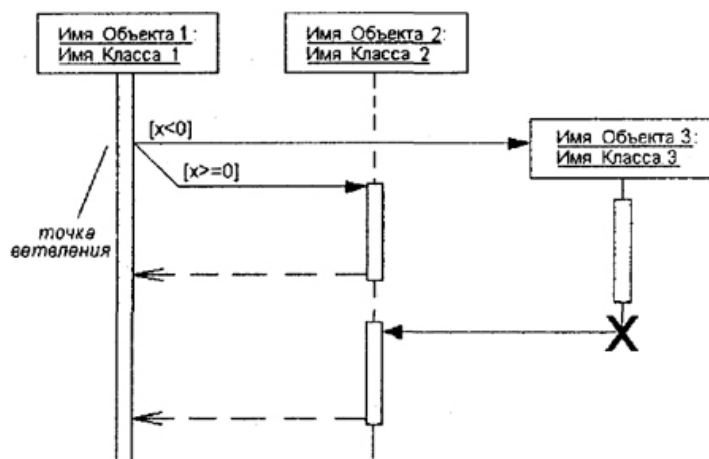 Имя Объекта 1:
Имя Класса 1
Имя Объекта 2:
Имя Класса 2
[x<0]
Имя Объекта 3:
Имя Класса 3
[x>=0]
точка
ветвления